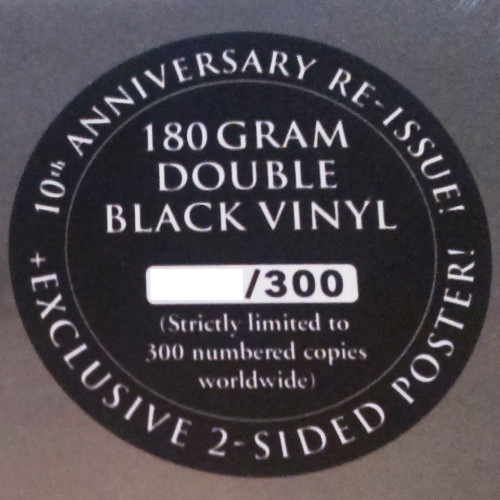 10th ANNIVERSARY RE-ISSUE!
180 GRAM
DOUBLE
BLACK VINYL
/300
(Strictly limited to
300 numbered copies
worldwide)
+ EXCLUSIVE 2-SIDED POSTER!